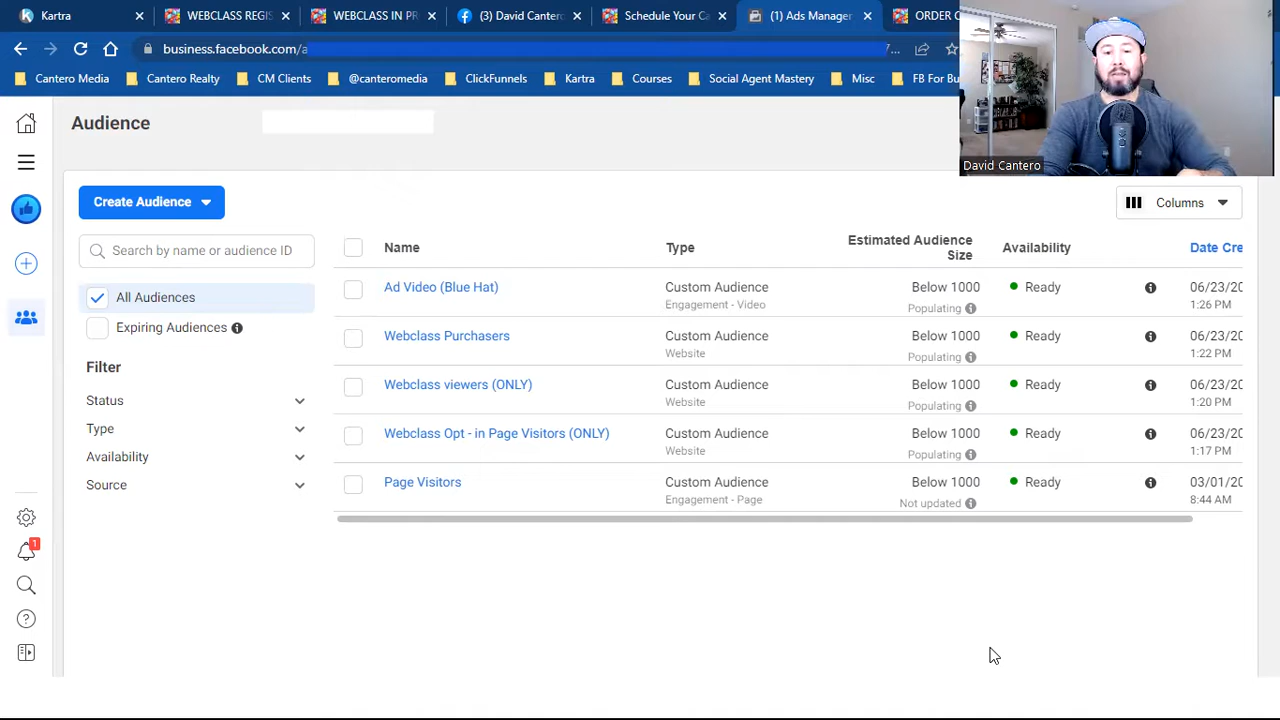 Kartra
WEBCLASS REGIS
WEBCLASS IN PR
(3) David Cantero
Schedule Your Ca
(1) Ads Manager
ORDER C
business.facebook.com/a
7...
Cantero Media
Cantero Realty
CM Clients
@canteromedia
ClickFunnels
Kartra
Courses
Social Agent Mastery
Misc
FB For Bu
David Cantero
Audience
Create Audience
Columns
Search by name or audience ID
Name
Type
Estimated Audience
Size
Availability
Date Cre
All Audiences
Expiring Audiences
Filter
Status
Type
Availability
Source
Ad Video (Blue Hat)
Custom Audience
Engagement - Video
Below 1000
Populating
Ready
06/23/20
1:26 PM
Webclass Purchasers
Custom Audience
Website
Below 1000
Populating
Ready
06/23/20
1:22 PM
Webclass viewers (ONLY)
Custom Audience
Website
Below 1000
Populating
Ready
06/23/20
1:20 PM
Webclass Opt - in Page Visitors (ONLY)
Custom Audience
Website
Below 1000
Populating
Ready
06/23/20
1:17 PM
Page Visitors
Custom Audience
Engagement - Page
Below 1000
Not updated
Ready
03/01/20
8:44 AM
1